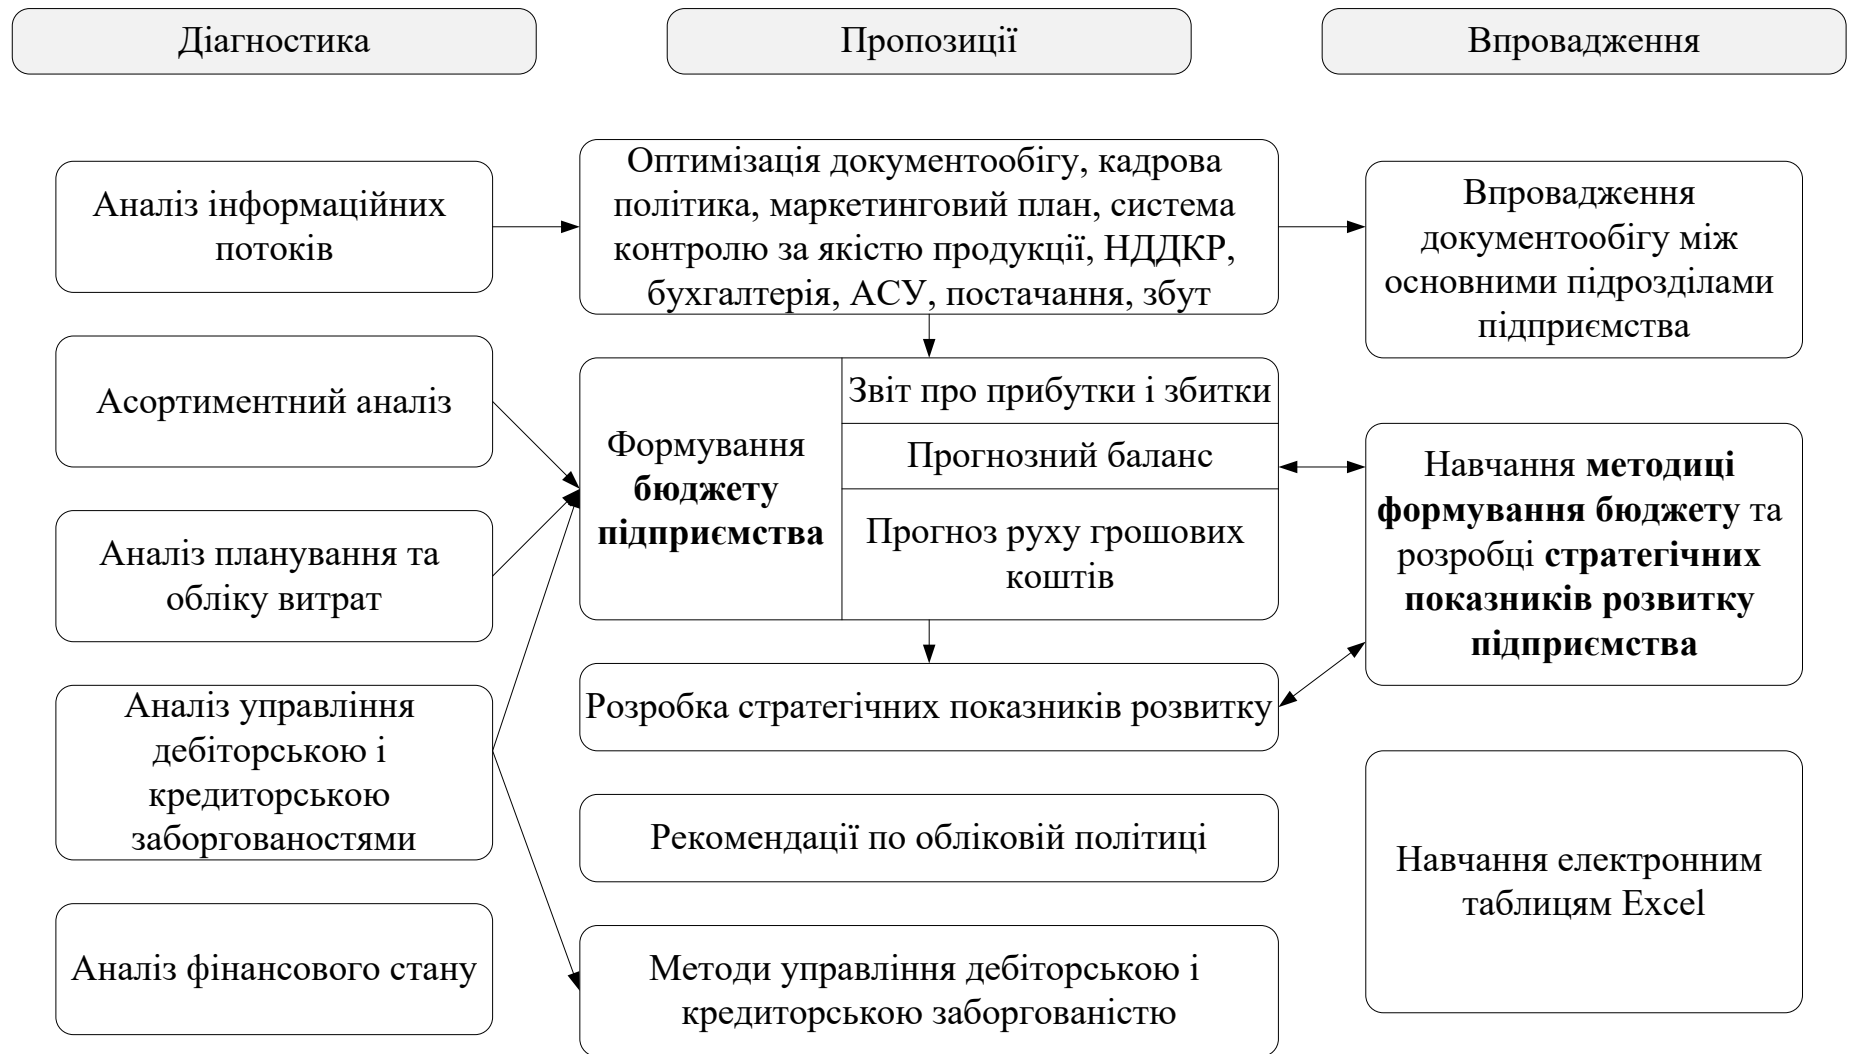 Діагностика
Пропозиції
Впровадження
Аналіз інформаційних
потоків
Асортиментний аналіз
Аналіз планування та
обліку витрат
Аналіз управління
дебіторською і
кредиторською
заборгованостями
Аналіз фінансового стану
Оптимізація документообігу, кадрова
політика, маркетинговий план, система
контролю за якістю продукції, НДДКР,
бухгалтерія, АСУ, постачання, збут
Формування
бюджету
підприємства
Звіт про прибутки і збитки
Прогнозний баланс
Прогноз руху грошових
коштів
Розробка стратегічних показників розвитку
Рекомендації по обліковій політиці
Методи управління дебіторською і
кредиторською заборгованістю
Впровадження
документообігу між
основними підрозділами
підприємства
Навчання методиці
формування бюджету та
розробці стратегічних
показників розвитку
підприємства
Навчання електронним
таблицям Excel